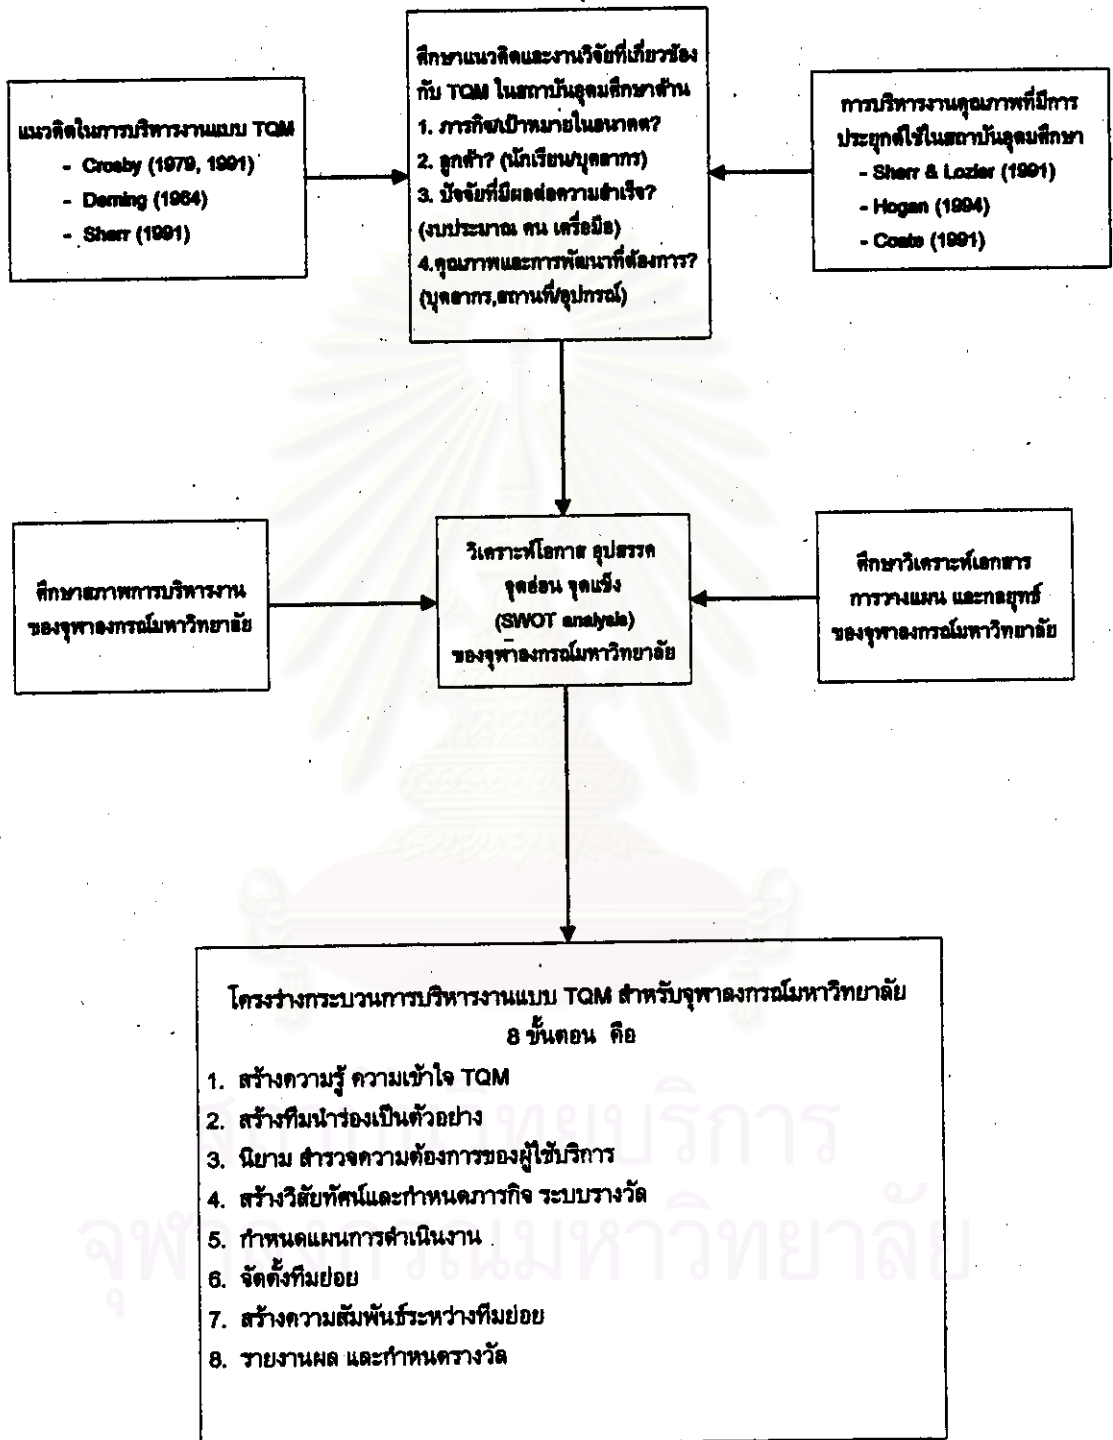 แนวคิดในการบริหารงานแบบ TQM
- Crosby (1979, 1991)
- Deming (1964)
- Sherr (1991)
ศึกษาแนวคิดและงานวิจัยที่เกี่ยวข้อง
กับ TQM ในสถาบันอุดมศึกษาด้าน
1. ภารกิจ/เป้าหมายในอนาคต?
2. ลูกค้า? (นักเรียน/บุคลากร)
3. ปัจจัยที่มีผลต่อความสำเร็จ?
(งบประมาณ คน เครื่องมือ)
4.คุณภาพและการพัฒนาที่ต้องการ?
(บุคลากร,สถานที่/อุปกรณ์)
การบริหารงานคุณภาพที่มีการ
ประยุกต์ใช้ในสถาบันอุดมศึกษา
- Sherr & Lozier (1991)
- Hogan (1994)
- Coate (1991)
ศึกษาสภาพการบริหารงาน
ของจุฬาลงกรณ์มหาวิทยาลัย
วิเคราะห์โอกาส อุปสรรค
จุดอ่อน จุดแข็ง
(SWOT analysis)
ของจุฬาลงกรณ์มหาวิทยาลัย
ศึกษาวิเคราะห์เอกสาร
การวางแผน และกลยุทธ์
ของจุฬาลงกรณ์มหาวิทยาลัย
โครงร่างกระบวนการบริหารงานแบบ TQM สำหรับจุฬาลงกรณ์มหาวิทยาลัย
8 ขั้นตอน คือ
1. สร้างความรู้ ความเข้าใจ TQM
2. สร้างทีมนำร่องเป็นตัวอย่าง
3. นิยาม สำรวจความต้องการของผู้ใช้บริการ
4. สร้างวิสัยทัศน์และกำหนดภารกิจ ระบบรางวัล
5. กำหนดแผนการดำเนินงาน
6. จัดตั้งทีมย่อย
7. สร้างความสัมพันธ์ระหว่างทีมย่อย
8. รายงานผล และกำหนดรางวัล
สถาบันวิทยบริการ
จุฬาลงกรณ์มหาวิทยาลัย